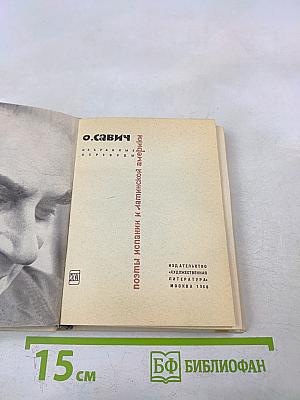 О. САВИЧ
ИЗБРАННЫЕ
ПЕРЕВОДЫ
поэты испании и латинской америки
ИЗДАТЕЛЬСТВО
«ХУДОЖЕСТВЕННАЯ
ЛИТЕРАТУРА»
МОСКВА 1966
15 см
БФ БИБЛИОФАН